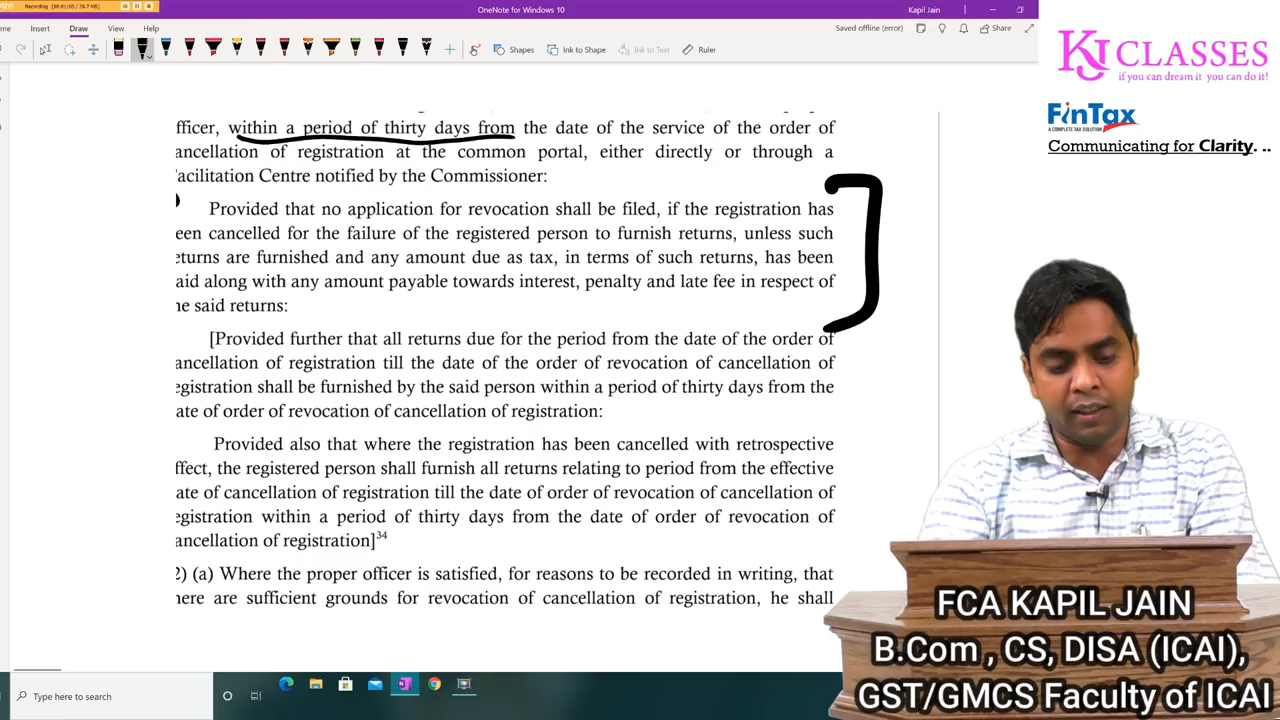 Recording [00:01:00 / 39.7 MB]
OneNote for Windows 10
Kapil Jain
Insert Draw View Help
Saved offline (error)
Share
Shapes Ink to Shape Ink to Text Ruler
KJ CLASSES
if you can dream it you can do it!
FinTax
A COMPLETE TAX SOLUTION
Communicating for Clarity. ..
fficer, within a period of thirty days from the date of the service of the order of
ancellation of registration at the common portal, either directly or through a
Facilitation Centre notified by the Commissioner:
Provided that no application for revocation shall be filed, if the registration has
een cancelled for the failure of the registered person to furnish returns, unless such
eturns are furnished and any amount due as tax, in terms of such returns, has been
aid along with any amount payable towards interest, penalty and late fee in respect of
he said returns:
[Provided further that all returns due for the period from the date of the order of
ancellation of registration till the date of the order of revocation of cancellation of
egistration shall be furnished by the said person within a period of thirty days from the
ate of order of revocation of cancellation of registration:
Provided also that where the registration has been cancelled with retrospective
ffect, the registered person shall furnish all returns relating to period from the effective
ate of cancellation of registration till the date of order of revocation of cancellation of
egistration within a period of thirty days from the date of order of revocation of
ancellation of registration]34
2) (a) Where the proper officer is satisfied, for reasons to be recorded in writing, that
here are sufficient grounds for revocation of cancellation of registration, he shall
FCA KAPIL JAIN
B.Com , CS, DISA (ICAI),
GST/GMCS Faculty of ICAI
Type here to search